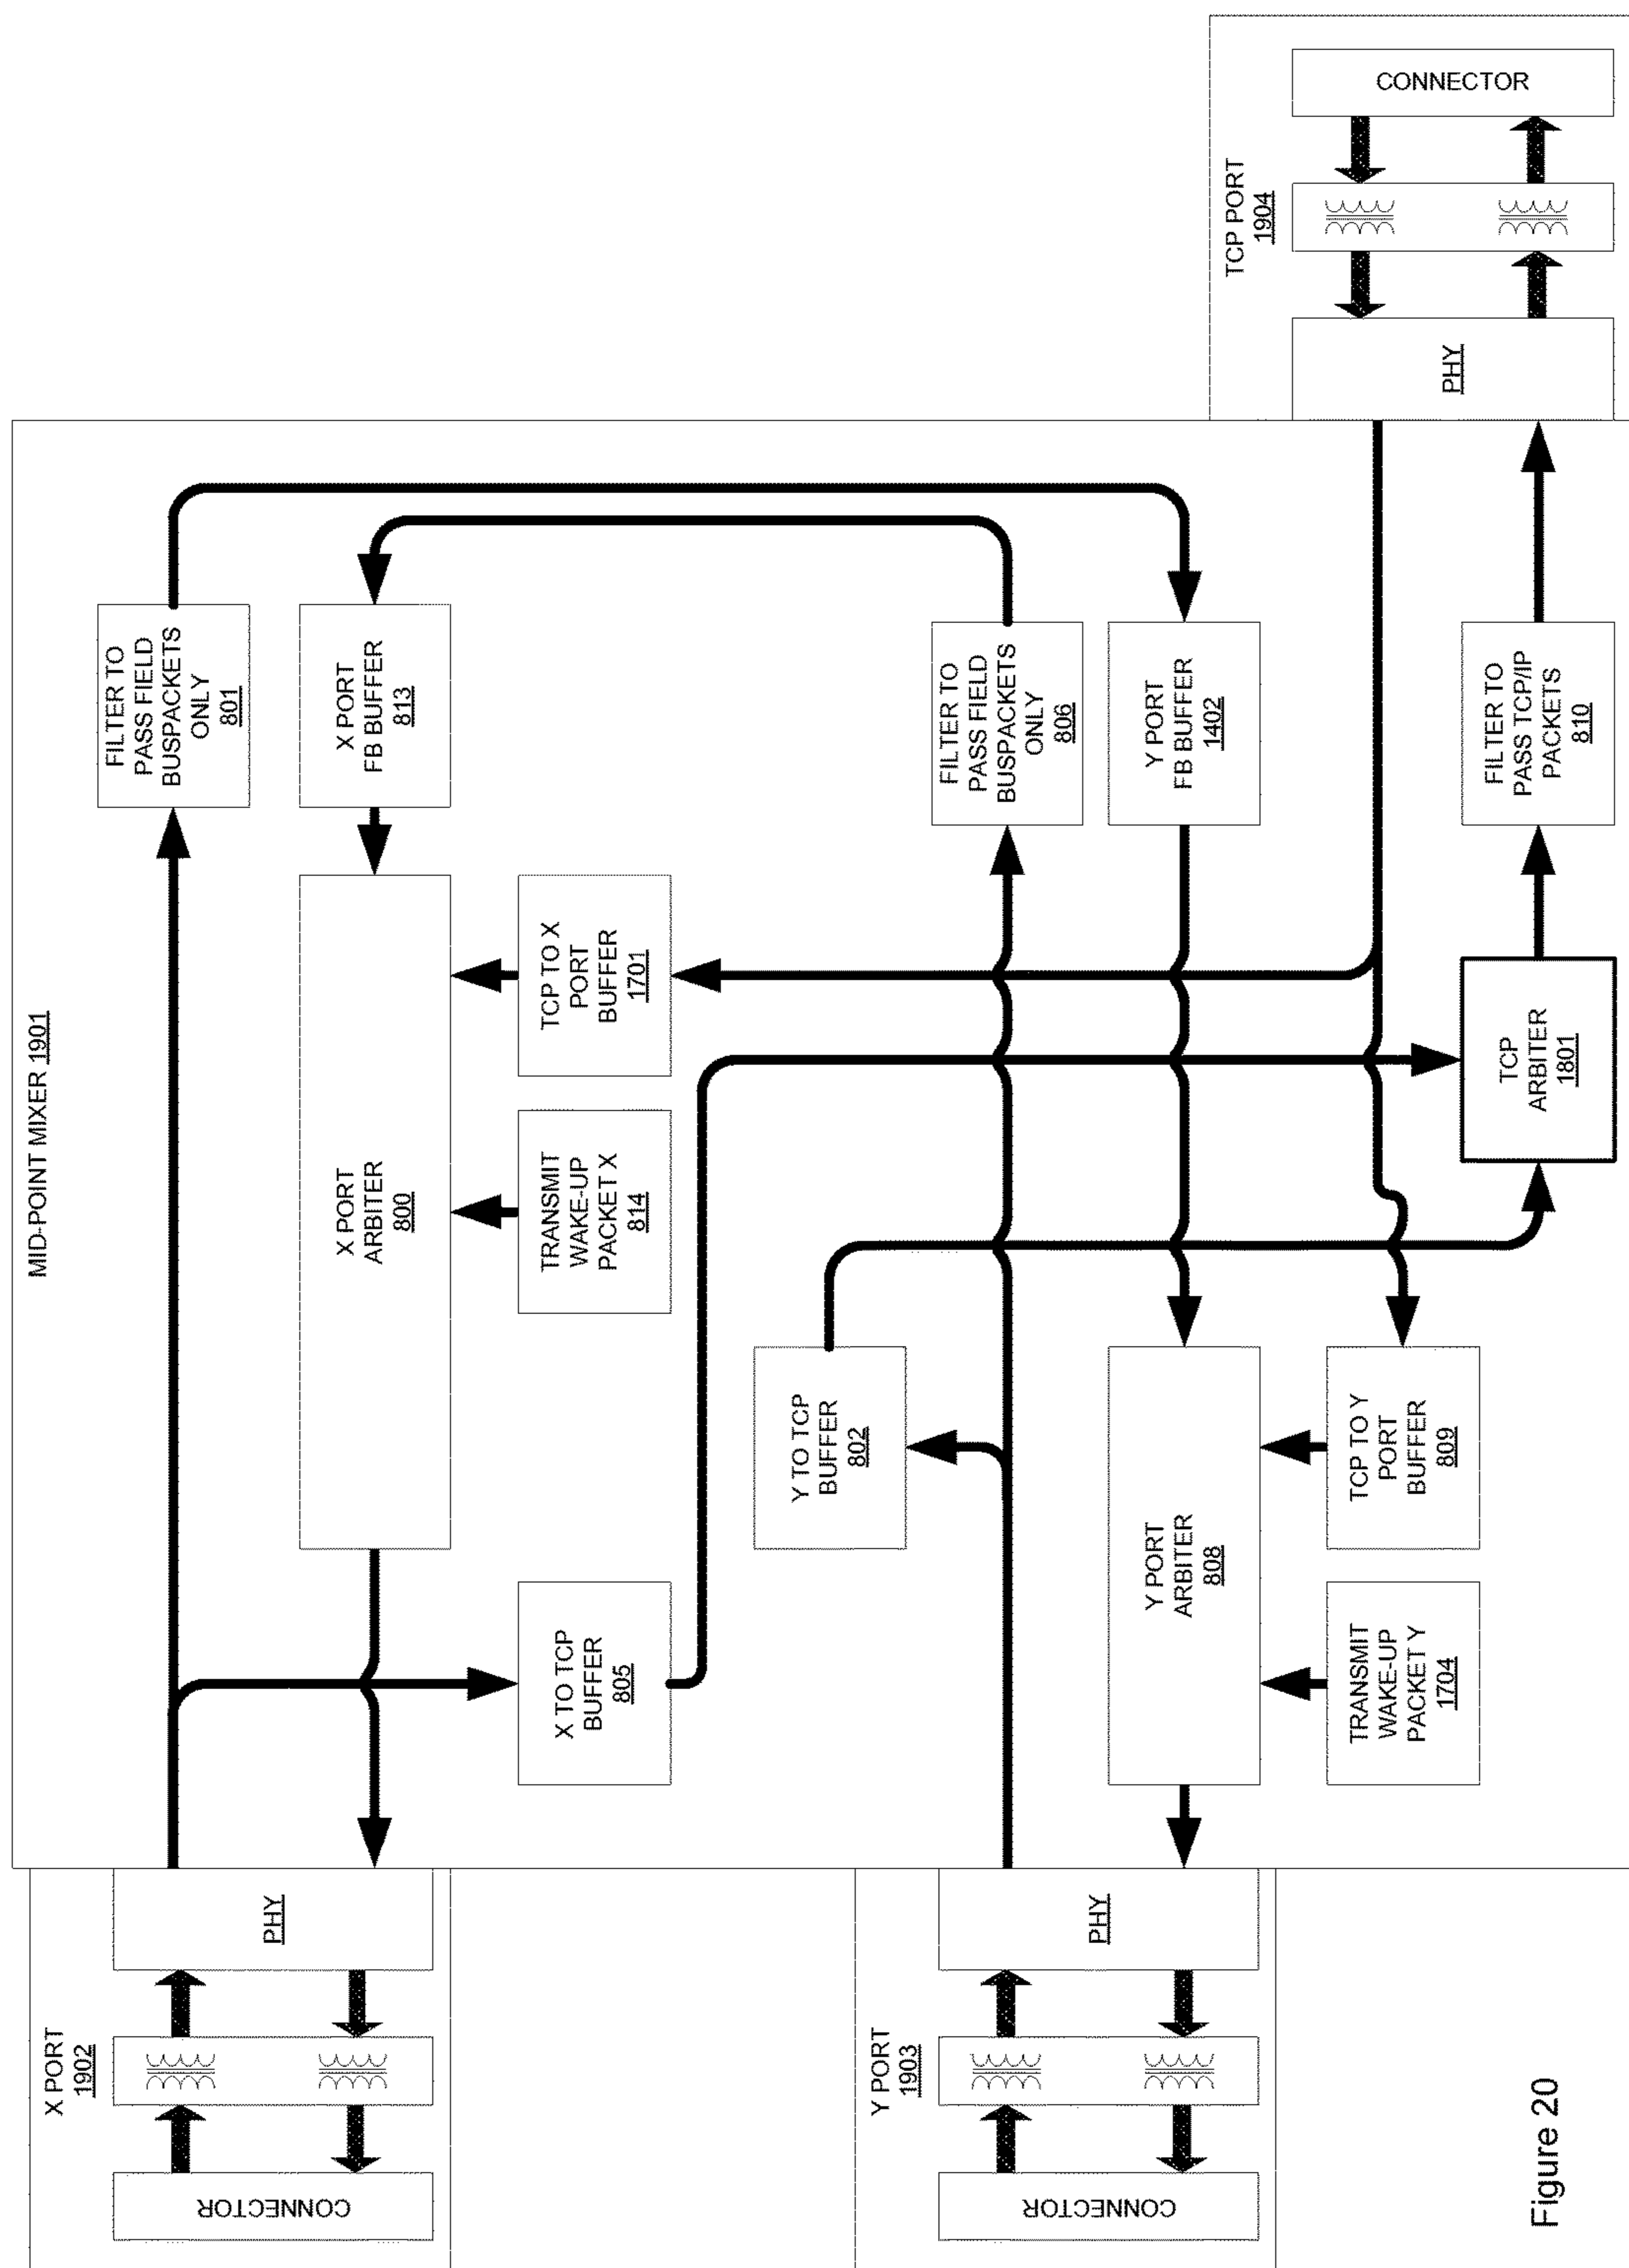 MID-POINT MIXER 1901
X PORT
1902
CONNECTOR
PHY
FILTER TO
PASS FIELD
BUSPACKETS
ONLY
801
X PORT
ARBITER
800
X PORT
FB BUFFER
813
X TO TCP
BUFFER
805
TRANSMIT
WAKE-UP
PACKET X
814
TCP TO X
PORT
BUFFER
1701
Y TO TCP
BUFFER
802
Y PORT
1903
CONNECTOR
PHY
FILTER TO
PASS FIELD
BUSPACKETS
ONLY
806
Y PORT
ARBITER
808
Y PORT
FB BUFFER
1402
TRANSMIT
WAKE-UP
PACKET Y
1704
TCP TO Y
PORT
BUFFER
809
TCP
ARBITER
1801
FILTER TO
PASS TCP/IP
PACKETS
810
TCP PORT
1904
PHY
CONNECTOR
Figure 20